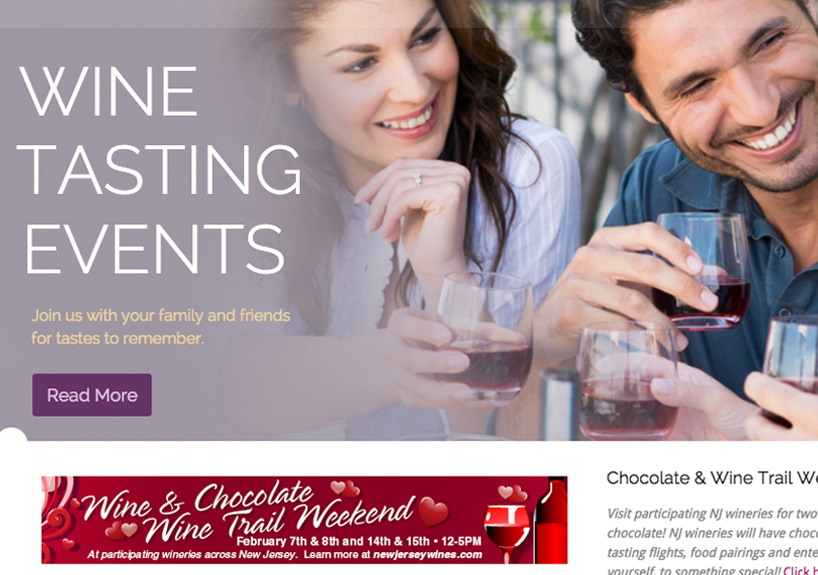 WINE
TASTING
EVENTS
Join us with your family and friends
for tastes to remember.
Read More
Wine & Chocolate
Wine Trail Weekend
February 7th & 8th and 14th & 15th • 12-5PM
At participating wineries across New Jersey. Learn more at newjerseywines.com
Chocolate & Wine Trail We
Visit participating NJ wineries for two
chocolate! NJ wineries will have choc
tasting flights, food pairings and ente
yourself, to something special! Click